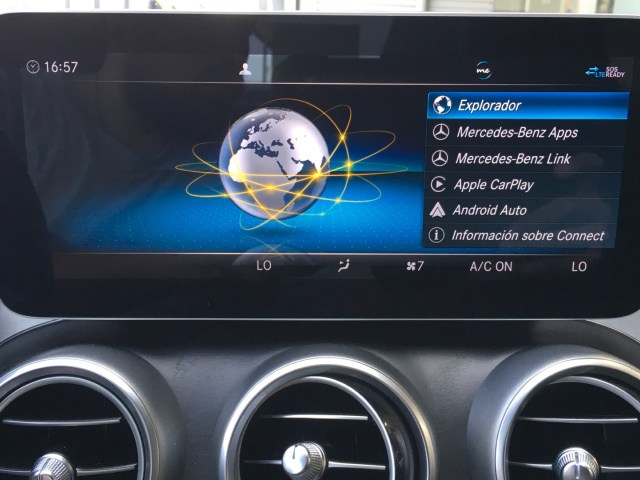 16:57
me
SOS
LTE READY
Explorador
Mercedes-Benz Apps
Mercedes-Benz Link
Apple CarPlay
Android Auto
Información sobre Connect
LO 7 A/C ON LO